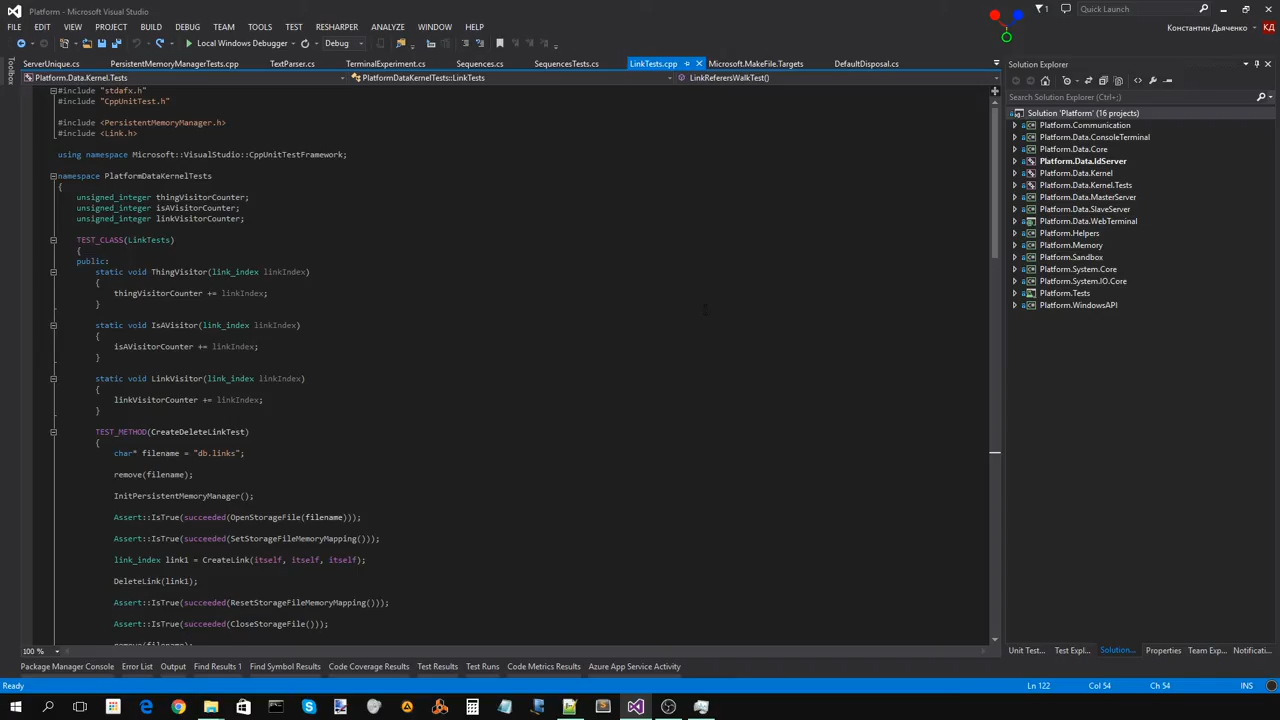 Platform - Microsoft Visual Studio
1
Quick Launch
FILE EDIT VIEW PROJECT BUILD DEBUG TEAM TOOLS TEST RESHARPER ANALYZE WINDOW HELP
Константин Дьяченко КД
Local Windows Debugger Debug
Toolbox
ServerUnique.cs PersistentMemoryManagerTests.cpp TextParser.cs TerminalExperiment.cs Sequences.cs SequencesTests.cs LinkTests.cpp Microsoft.MakeFile.Targets DefaultDisposal.cs
Platform.Data.Kernel.Tests PlatformDataKernelTests::LinkTests LinkReferersWalkTest()
#include "stdafx.h"
#include "CppUnitTest.h"
#include <PersistentMemoryManager.h>
#include <Link.h>
using namespace Microsoft::VisualStudio::CppUnitTestFramework;
namespace PlatformDataKernelTests
{
unsigned_integer thingVisitorCounter;
unsigned_integer isAVisitorCounter;
unsigned_integer linkVisitorCounter;
TEST_CLASS(LinkTests)
{
public:
static void ThingVisitor(link_index linkIndex)
{
thingVisitorCounter += linkIndex;
}
static void IsAVisitor(link_index linkIndex)
{
isAVisitorCounter += linkIndex;
}
static void LinkVisitor(link_index linkIndex)
{
linkVisitorCounter += linkIndex;
}
TEST_METHOD(CreateDeleteLinkTest)
{
char* filename = "db.links";
remove(filename);
InitPersistentMemoryManager();
Assert::IsTrue(succeeded(OpenStorageFile(filename)));
Assert::IsTrue(succeeded(SetStorageFileMemoryMapping()));
link_index link1 = CreateLink(itself, itself, itself);
DeleteLink(link1);
Assert::IsTrue(succeeded(ResetStorageFileMemoryMapping()));
Assert::IsTrue(succeeded(CloseStorageFile()));
remove(filename);
100 %
Solution Explorer
Search Solution Explorer (Ctrl+;)
Solution 'Platform' (16 projects)
Platform.Communication
Platform.Data.ConsoleTerminal
Platform.Data.Core
Platform.Data.IdServer
Platform.Data.Kernel
Platform.Data.Kernel.Tests
Platform.Data.MasterServer
Platform.Data.SlaveServer
Platform.Data.WebTerminal
Platform.Helpers
Platform.Memory
Platform.Sandbox
Platform.System.Core
Platform.System.IO.Core
Platform.Tests
Platform.WindowsAPI
Unit Test... Test Expl... Solution... Properties Team Exp... Notificati...
Package Manager Console Error List Output Find Results 1 Find Symbol Results Code Coverage Results Test Results Test Runs Code Metrics Results Azure App Service Activity
Ready Ln 122 Col 54 Ch 54 INS